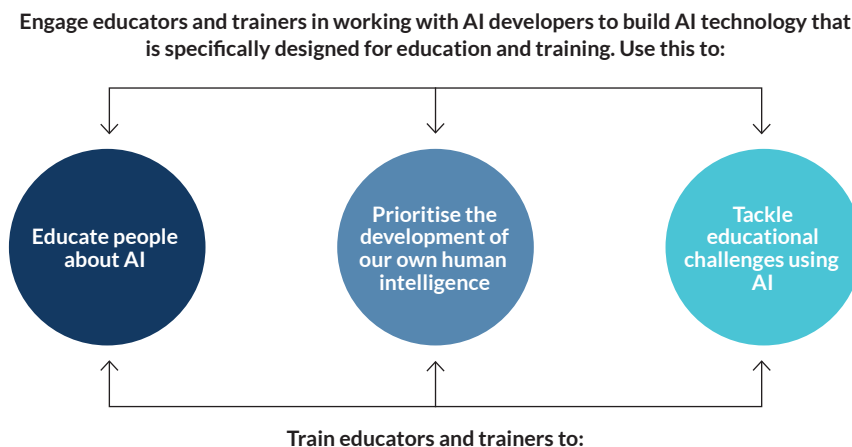 Engage educators and trainers in working with AI developers to build AI technology that
is specifically designed for education and training. Use this to:
Educate people
about AI
Prioritise the
development of
our own human
intelligence
Tackle
educational
challenges using
AI
Train educators and trainers to: